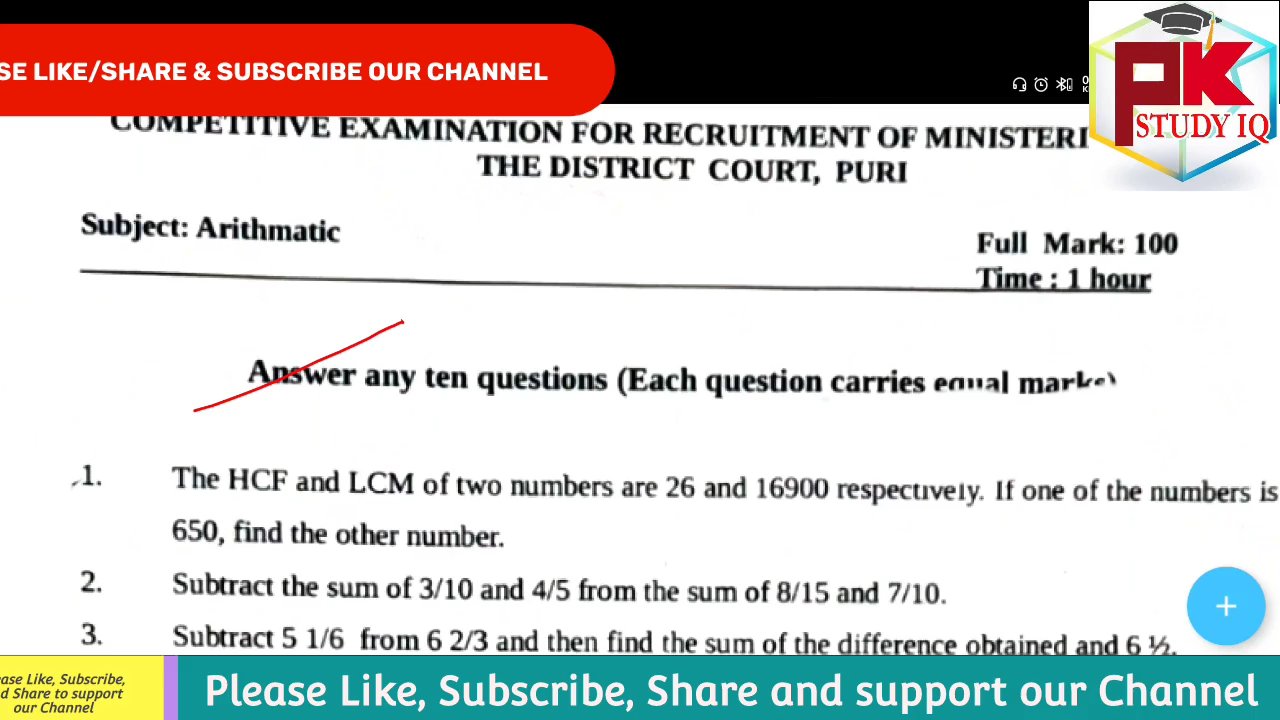 SE LIKE/SHARE & SUBSCRIBE OUR CHANNEL
PK
STUDY IQ
COMPETITIVE EXAMINATION FOR RECRUITMENT OF MINISTERI
THE DISTRICT COURT, PURI
Subject: Arithmatic
Full Mark: 100
Time : 1 hour
Answer any ten questions (Each question carries equal marks)
1. The HCF and LCM of two numbers are 26 and 16900 respectively. If one of the numbers is
650, find the other number.
2. Subtract the sum of 3/10 and 4/5 from the sum of 8/15 and 7/10.
3. Subtract 5 1/6 from 6 2/3 and then find the sum of the difference obtained and 6 ½.
+
ease Like, Subscribe,
d Share to support
our Channel
Please Like, Subscribe, Share and support our Channel